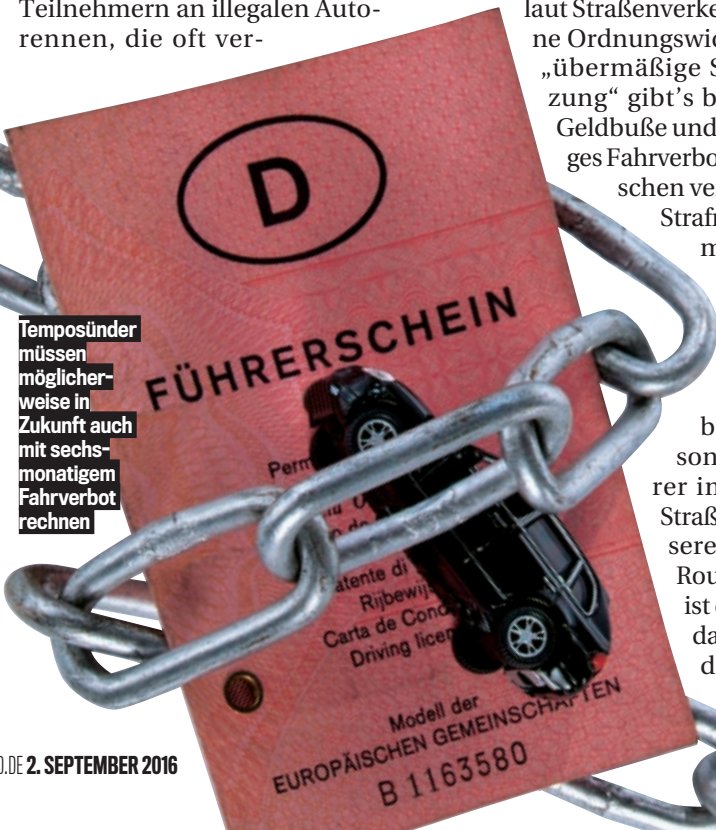 Teilnehmern an illegalen Auto-
rennen, die oft ver-
laut
ne Ordnungswid
„übermäßige S
zung“ gibt's b
Geldbuße und
ges Fahrverbo
schen ve
Strafr
m
b
son
rer in
Straß
sere
Rou
ist
da
d
D
FÜHRERSCHEIN
Temposünder
müssen
möglicher-
weise in
Zukunft auch
mit sechs-
monatigem
Fahrverbot
rechnen
Perm
o de
atente di
Rijbewij
Carta de Cond
Driving licen
Modell der
EUROPÄISCHEN GEMEINSCHAFTEN
B 1163580
.DE 2. SEPTEMBER 2016